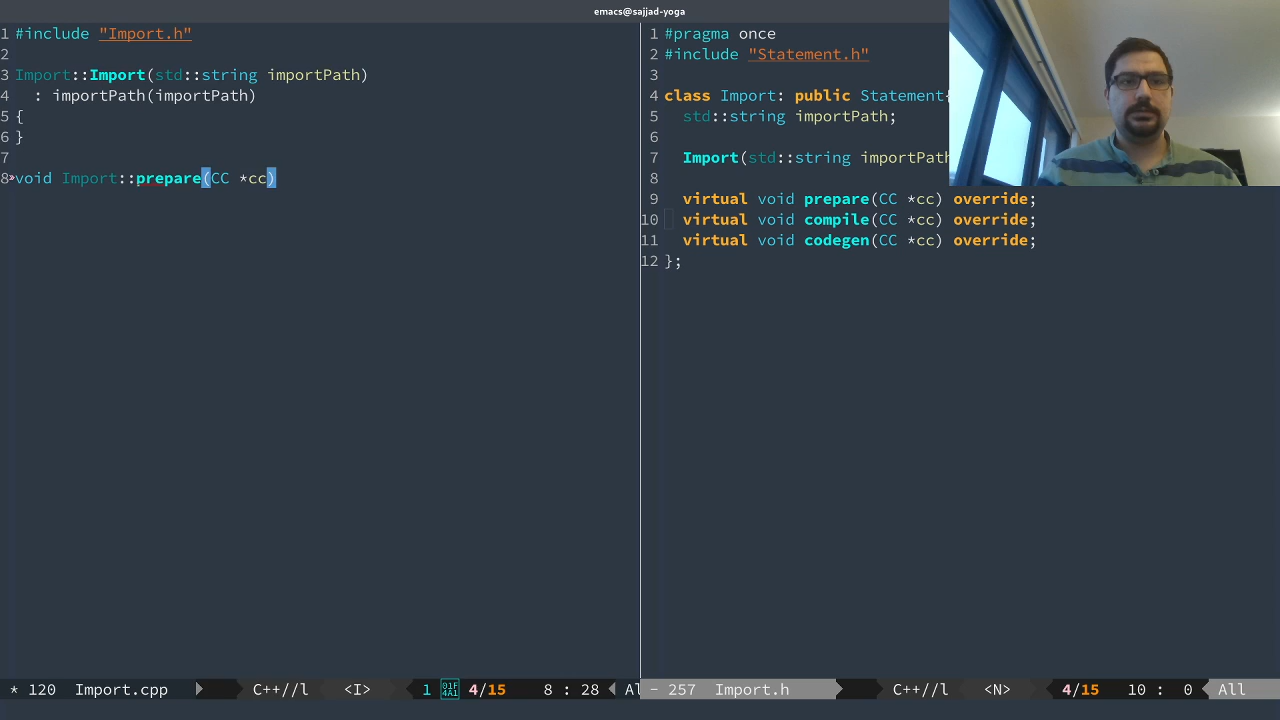 emacs@sajjad-yoga
1 #include "Import.h"
2
3 Import::Import(std::string importPath)
4   : importPath(importPath)
5 {
6 }
7
8 void Import::prepare(CC *cc)
* 120 Import.cpp C++//l <I> 1 4/15 8 : 28 Al
1 #pragma once
2 #include "Statement.h"
3
4 class Import: public Statement{
5   std::string importPath;
6
7   Import(std::string importPath
8
9   virtual void prepare(CC *cc) override;
10   virtual void compile(CC *cc) override;
11   virtual void codegen(CC *cc) override;
12 };
- 257 Import.h C++//l <N> 4/15 10 : 0 All